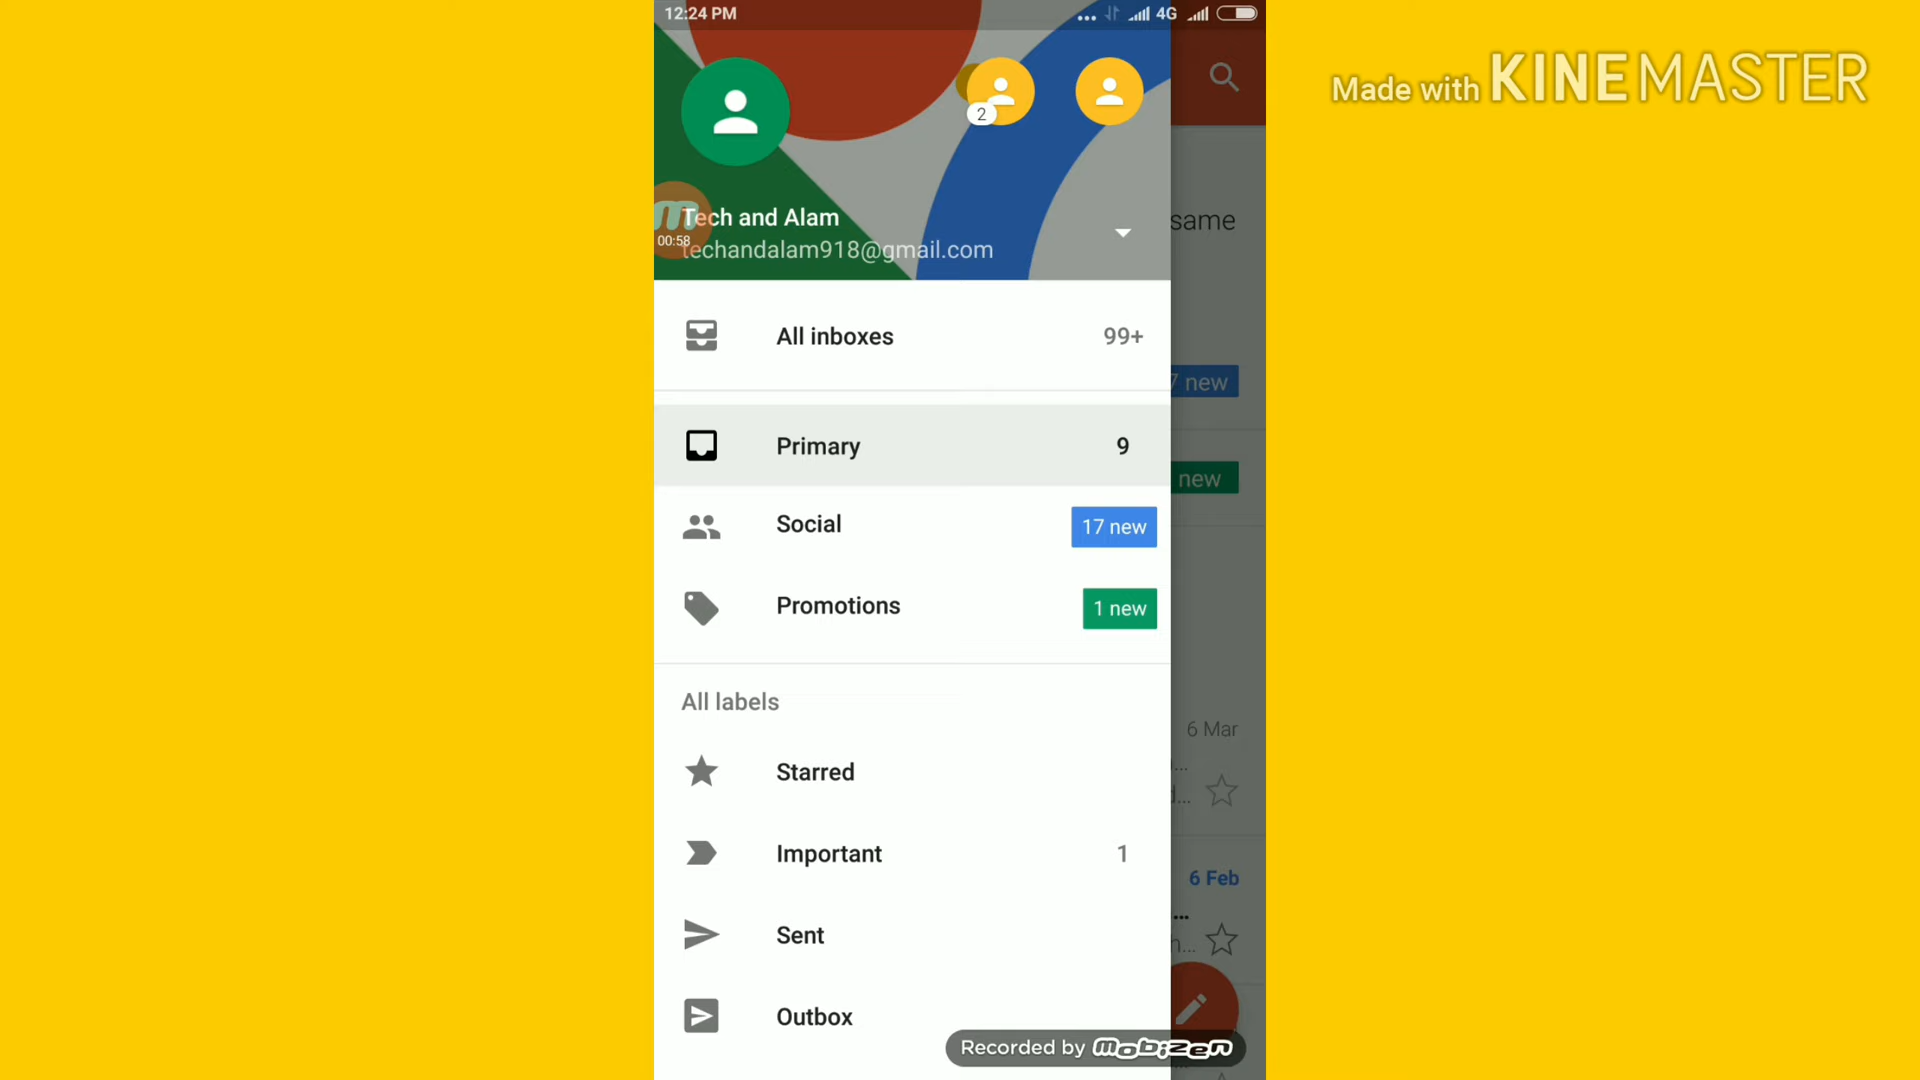 12:24 PM
4G
Made with KINEMASTER
2
Tech and Alam
00:58
techandalam918@gmail.com
same
All inboxes 99+
7 new
Primary 9
new
Social 17 new
Promotions 1 new
All labels
6 Mar
Starred
Important 1
6 Feb
Sent
Outbox
Recorded by mobizen